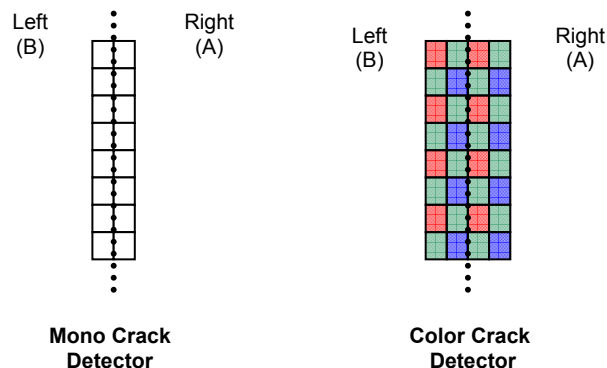 Left
(B)
Right
(A)
Left
(B)
Right
(A)
Mono Crack
Detector
Color Crack
Detector